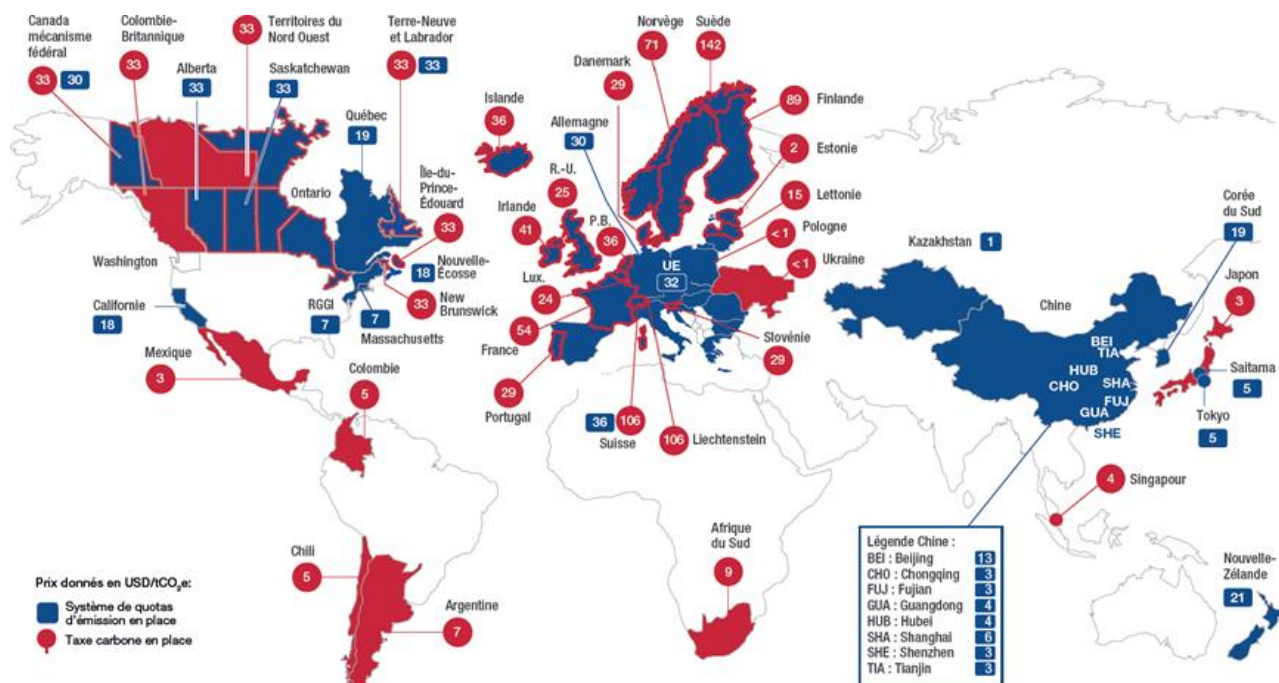 Canada
mécanisme
fédéral
33
30
Colombie-
Britannique
33
Alberta
33
Territoires du
Nord Ouest
33
Saskatchewan
33
Terre-Neuve
et Labrador
33
33
Québec
19
Ontario
Île-du-
Prince-
Édouard
33
Nouvelle-
Écosse
18
New
Brunswick
33
Washington
Californie
18
RGGI
7
Massachusetts
7
Mexique
3
Colombie
5
Chili
5
Argentine
7
Islande
36
R.-U.
25
Irlande
41
P.B.
36
Lux.
24
France
54
Portugal
29
Norvège
71
Suède
142
Danemark
29
Allemagne
30
Finlande
89
Estonie
2
Lettonie
15
Pologne
< 1
Ukraine
< 1
UE
32
Slovénie
29
Suisse
36
106
Liechtenstein
106
Afrique
du Sud
9
Kazakhstan
1
Chine
BEI
TIA
HUB
CHO
SHA
FUJ
GUA
SHE
Corée
du Sud
19
Japon
3
Saitama
5
Tokyo
5
Singapour
4
Nouvelle-
Zélande
21
Légende Chine :
BEI : Beijing 13
CHO : Chongqing 3
FUJ : Fujian 3
GUA : Guangdong 4
HUB : Hubei 4
SHA : Shanghai 6
SHE : Shenzhen 3
TIA : Tianjin 3
Prix donnés en USD/tCO₂e:
Système de quotas
d'émission en place
Taxe carbone en place